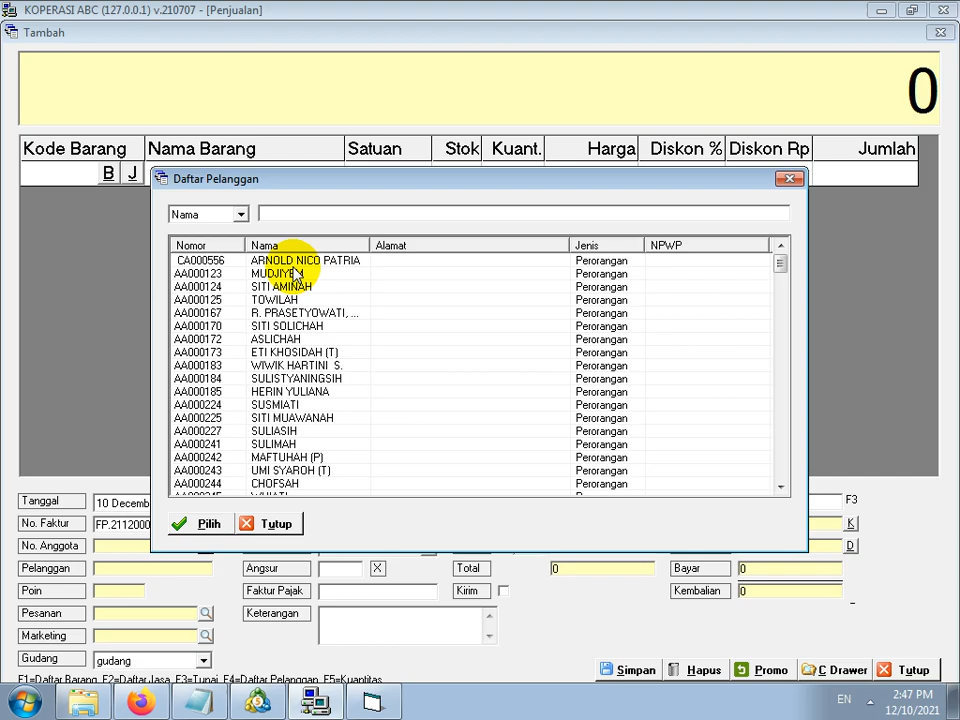 KOPERASI ABC (127.0.0.1) v.210707 - [Penjualan]
Tambah
0
Kode Barang Nama Barang Satuan Stok Kuant. Harga Diskon % Diskon Rp Jumlah
B J
Daftar Pelanggan
Nama
Nomor Nama Alamat Jenis NPWP
CA000556 ARNOLD NICO PATRIA Perorangan
AA000123 MUDJIYEM Perorangan
AA000124 SITI AMINAH Perorangan
AA000125 TOWILAH Perorangan
AA000167 R. PRASETYOWATI, ... Perorangan
AA000170 SITI SOLICHAH Perorangan
AA000172 ASLICHAH Perorangan
AA000173 ETI KHOSIDAH (T) Perorangan
AA000183 WIWIK HARTINI S. Perorangan
AA000184 SULISTYANINGSIH Perorangan
AA000185 HERIN YULIANA Perorangan
AA000224 SUSMIATI Perorangan
AA000225 SITI MUAWANAH Perorangan
AA000227 SULIASIH Perorangan
AA000241 SULIMAH Perorangan
AA000242 MAFTUHAH (P) Perorangan
AA000243 UMI SYAROH (T) Perorangan
AA000244 CHOFSAH Perorangan
Pilih Tutup
Tanggal 10 Decemb F3
No. Faktur FP.2112000 K
No. Anggota D
Pelanggan Angsur X Total 0 Bayar 0
Poin Faktur Pajak Kirim Kembalian 0
Pesanan Keterangan
Marketing
Gudang gudang
Simpan Hapus Promo C Drawer Tutup
F1=Daftar Barang, F2=Daftar Jasa, F3=Tunai, F4=Daftar Pelanggan, F5=Kuantitas
EN 2:47 PM
12/10/2021